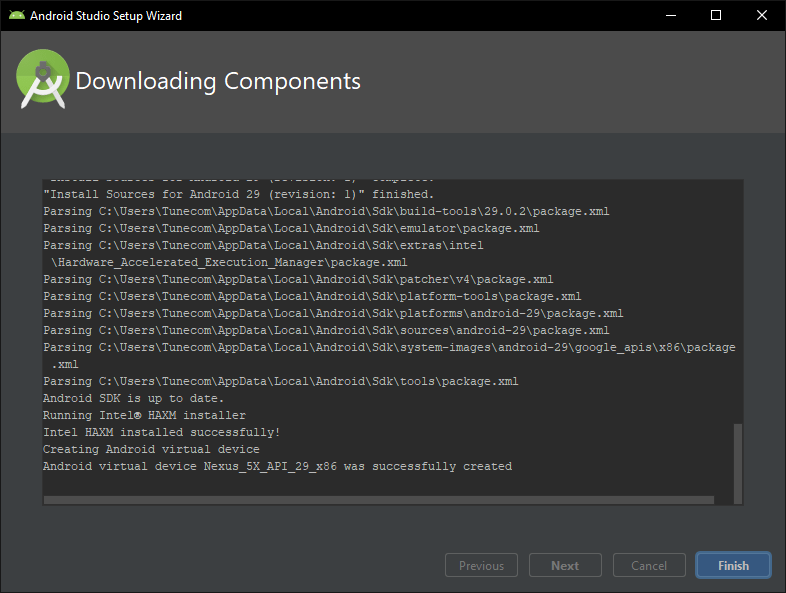 Android Studio Setup Wizard
Downloading Components
"Install Sources for Android 29 (revision: 1)" finished.
Parsing C:\Users\Tunecom\AppData\Local\Android\Sdk\build-tools\29.0.2\package.xml
Parsing C:\Users\Tunecom\AppData\Local\Android\Sdk\emulator\package.xml
Parsing C:\Users\Tunecom\AppData\Local\Android\Sdk\extras\intel
\Hardware_Accelerated_Execution_Manager\package.xml
Parsing C:\Users\Tunecom\AppData\Local\Android\Sdk\patcher\v4\package.xml
Parsing C:\Users\Tunecom\AppData\Local\Android\Sdk\platform-tools\package.xml
Parsing C:\Users\Tunecom\AppData\Local\Android\Sdk\platforms\android-29\package.xml
Parsing C:\Users\Tunecom\AppData\Local\Android\Sdk\sources\android-29\package.xml
Parsing C:\Users\Tunecom\AppData\Local\Android\Sdk\system-images\android-29\google_apis\x86\package
.xml
Parsing C:\Users\Tunecom\AppData\Local\Android\Sdk\tools\package.xml
Android SDK is up to date.
Running Intel® HAXM installer
Intel HAXM installed successfully!
Creating Android virtual device
Android virtual device Nexus_5X_API_29_x86 was successfully created
Previous
Next
Cancel
Finish